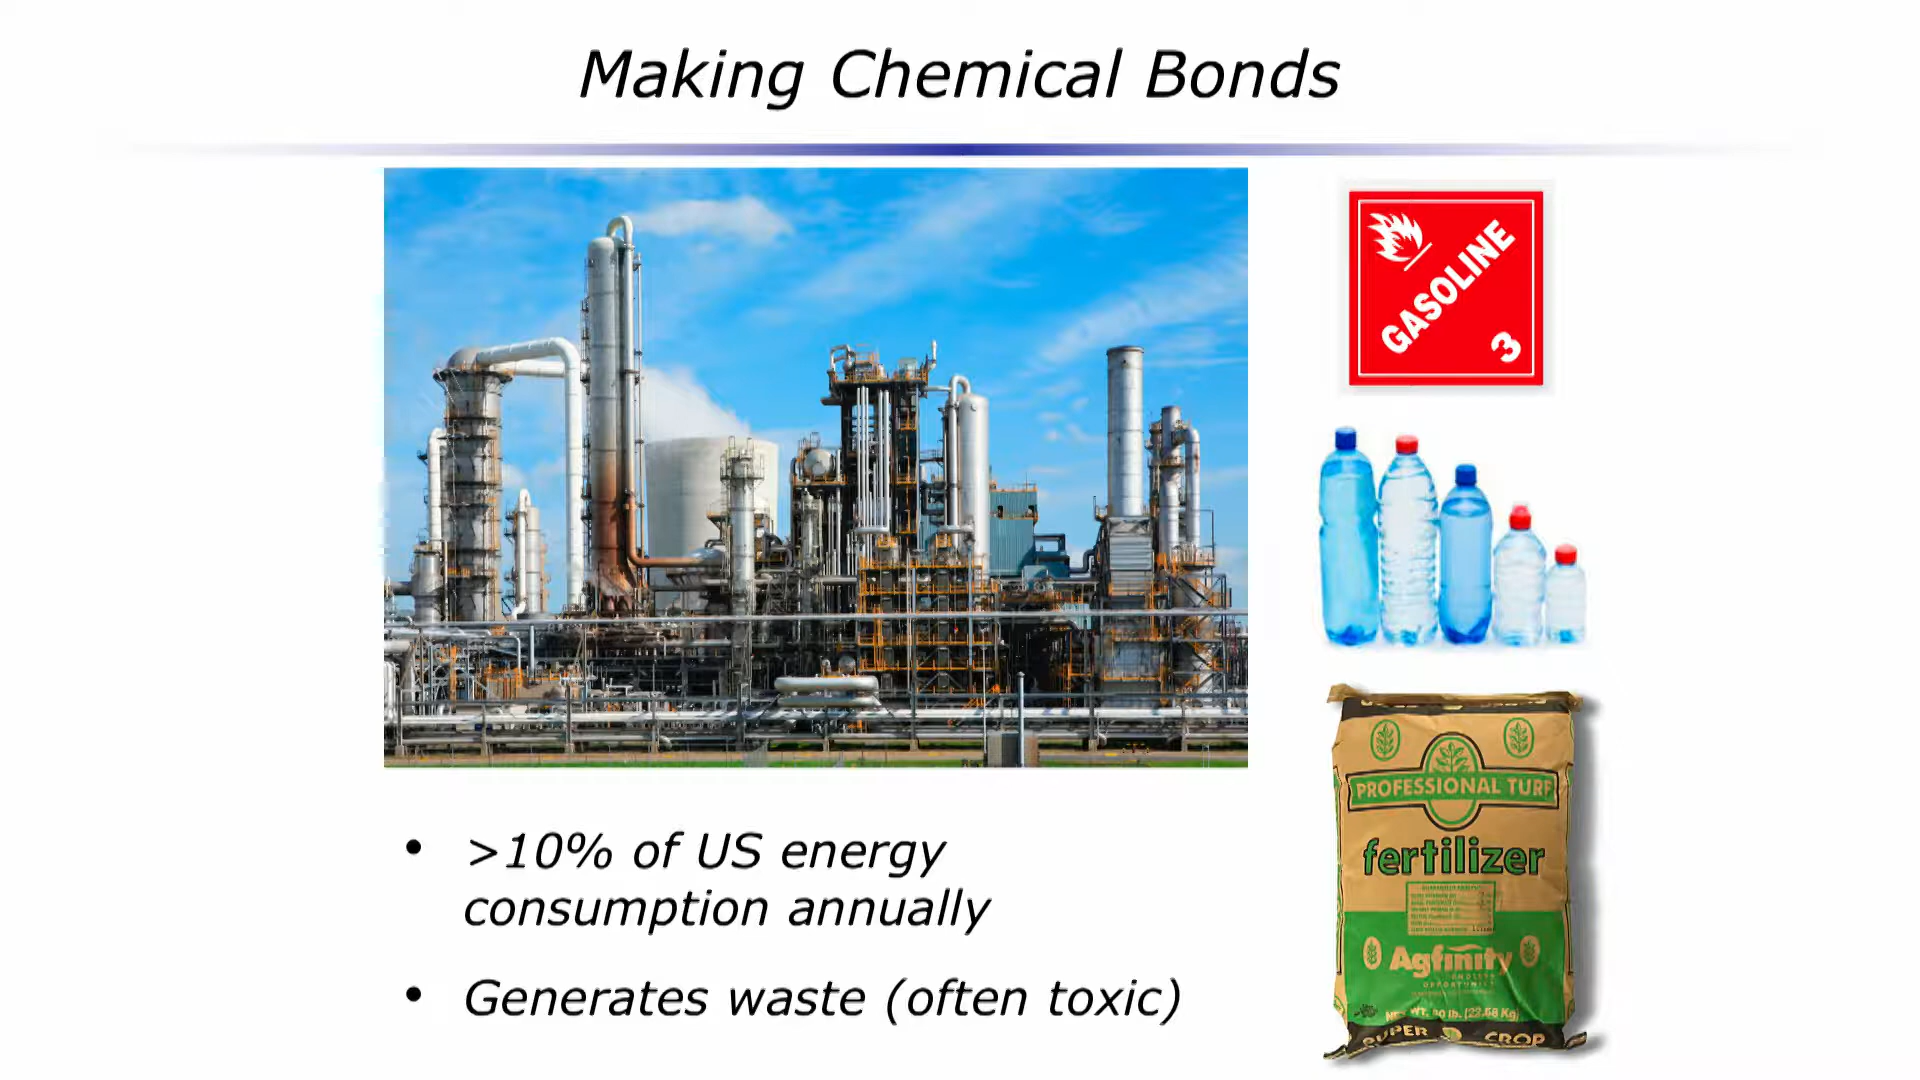 Making Chemical Bonds
GASOLINE
3
PROFESSIONAL TURF
fertilizer
Agfinity
SUPER CROP
• >10% of US energy
consumption annually
• Generates waste (often toxic)